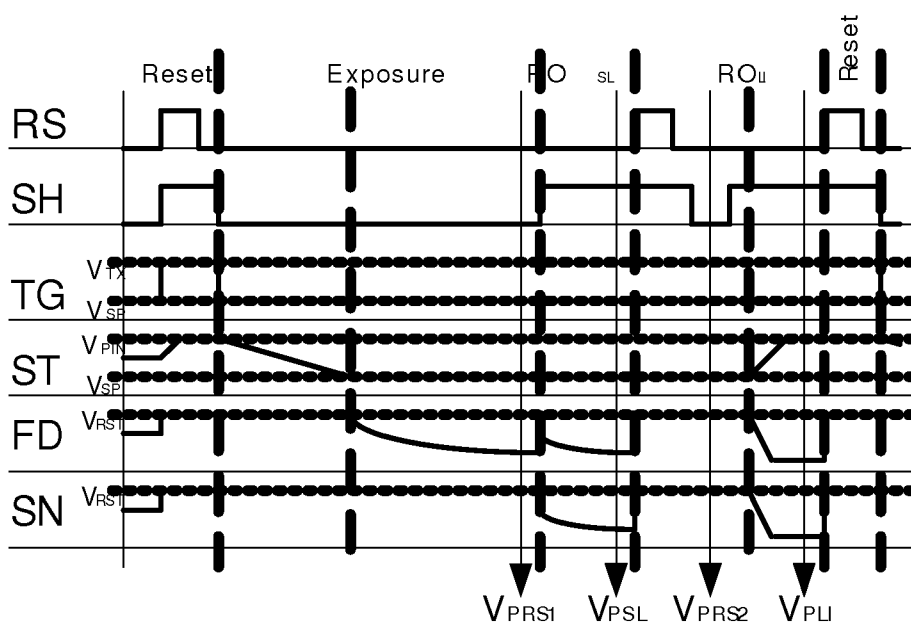 Reset Exposure RO SL ROLI Reset
RS
SH
VTX
TG
VSP
VPIN
ST
VSP
VRST
FD
VRST
SN
VPRS1 VPSL VPRS2 VPLI